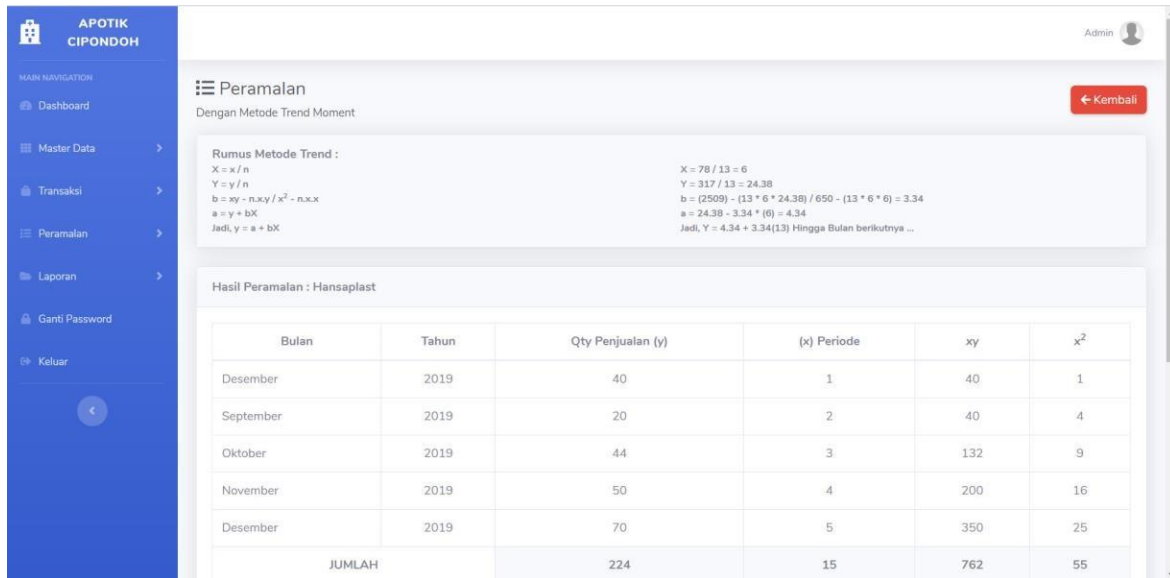 APOTIK
CIPONDOH
Admin
MAIN NAVIGATION
Dashboard
Master Data
Transaksi
Peramalan
Laporan
Ganti Password
Keluar
Peramalan
Dengan Metode Trend Moment
Kembali
Rumus Metode Trend :
X = x / n
Y = y / n
b = xy - n.x.y / x² - n.x.x
a = y + bX
Jadi, y = a + bX
X = 78 / 13 = 6
Y = 317 / 13 = 24.38
b = (2509) - (13 * 6 * 24.38) / 650 - (13 * 6 * 6) = 3.34
a = 24.38 - 3.34 * (6) = 4.34
Jadi, Y = 4.34 + 3.34(13) Hingga Bulan berikutnya ...
Hasil Peramalan : Hansaplast
Bulan Tahun Qty Penjualan (y) (x) Periode xy x²
Desember 2019 40 1 40 1
September 2019 20 2 40 4
Oktober 2019 44 3 132 9
November 2019 50 4 200 16
Desember 2019 70 5 350 25
JUMLAH 224 15 762 55